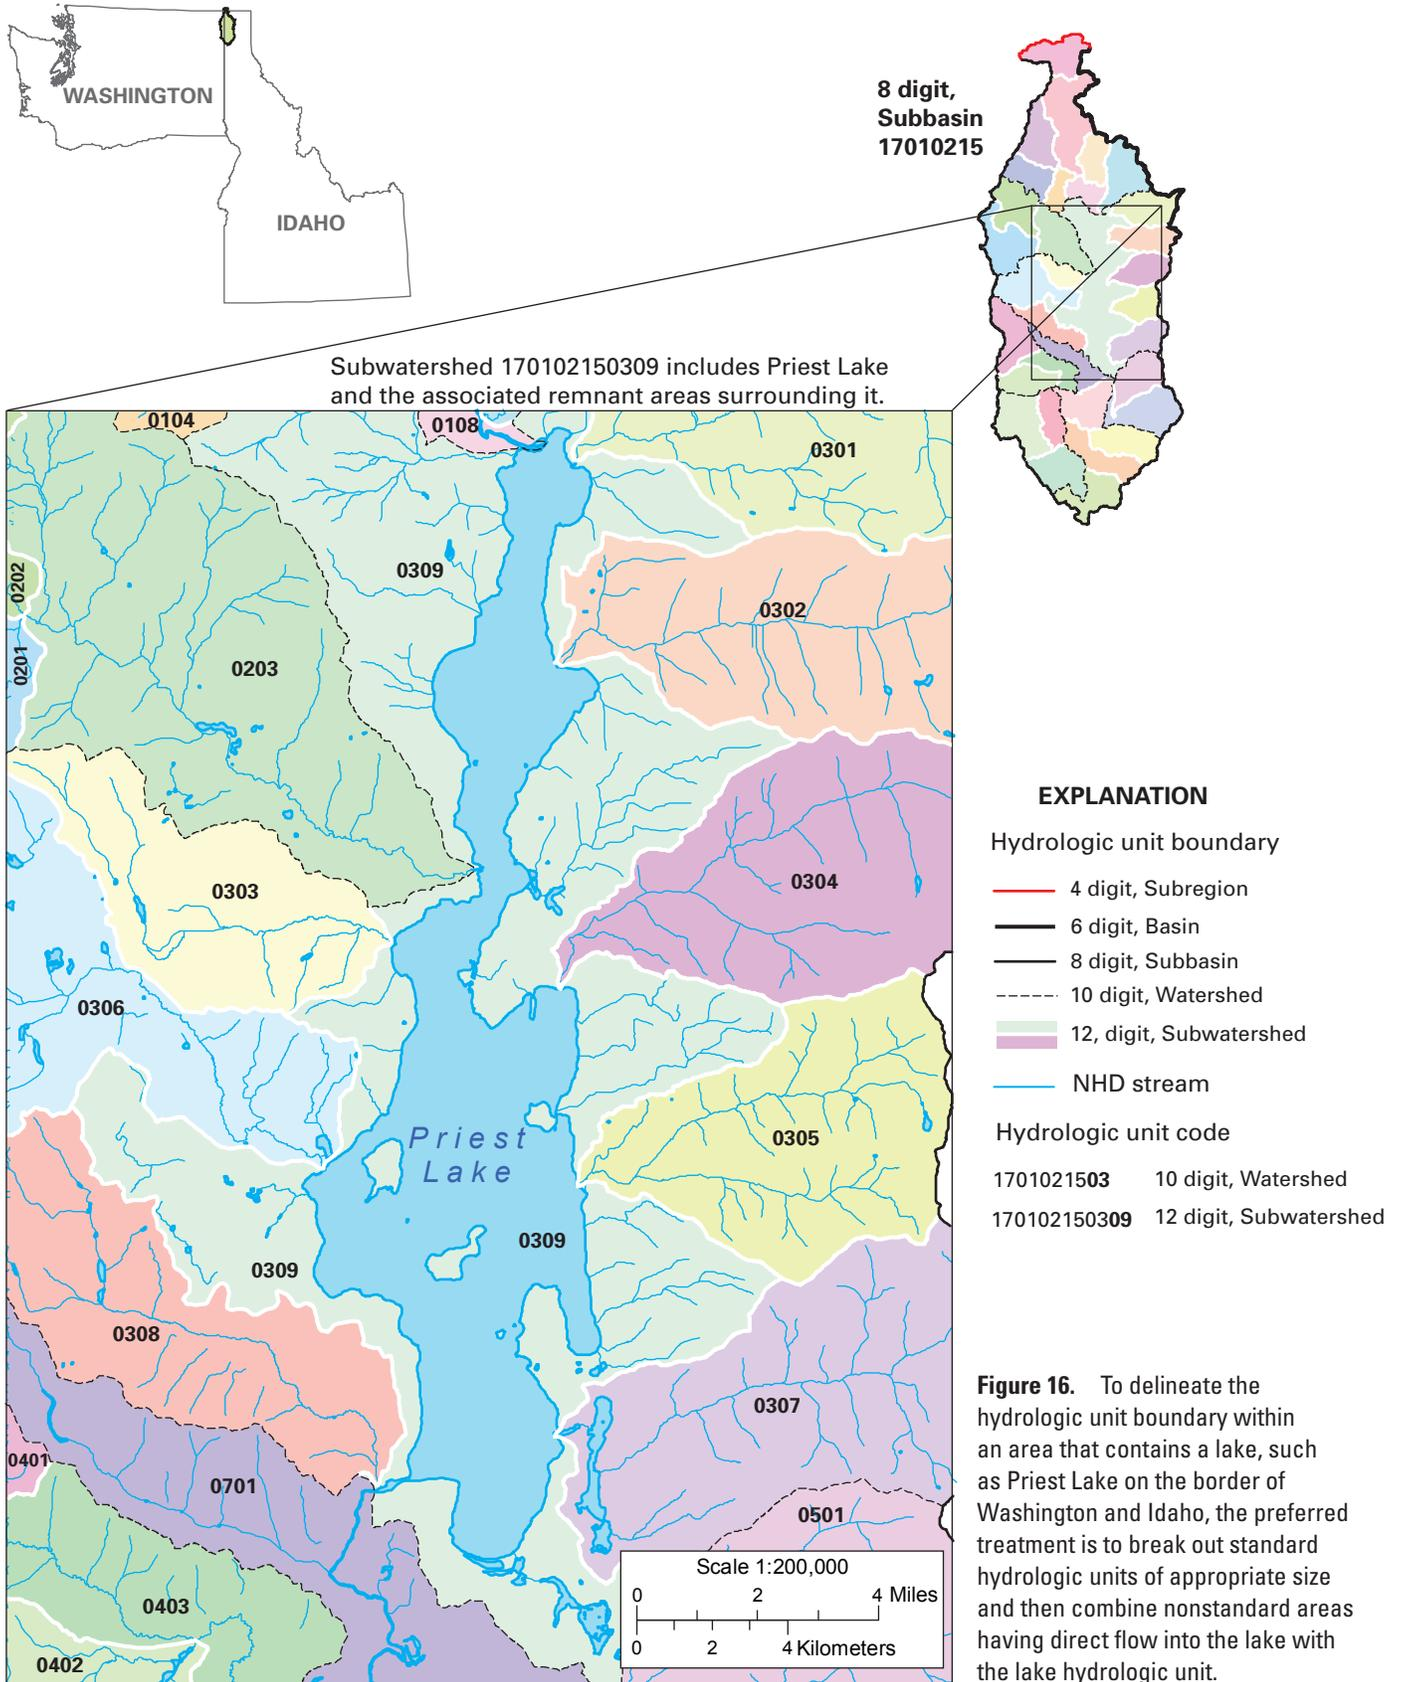 WASHINGTON
IDAHO
8 digit,
Subbasin
17010215
Subwatershed 170102150309 includes Priest Lake
and the associated remnant areas surrounding it.
0104
0108
0301
0309
0202
0302
0201
0203
0304
0303
0306
Priest
Lake
0305
0309
0309
0308
0307
0401
0701
0501
0403
0402
Scale 1:200,000
0 2 4 Miles
0 2 4 Kilometers
EXPLANATION
Hydrologic unit boundary
4 digit, Subregion
6 digit, Basin
8 digit, Subbasin
10 digit, Watershed
12, digit, Subwatershed
NHD stream
Hydrologic unit code
1701021503 10 digit, Watershed
170102150309 12 digit, Subwatershed
Figure 16. To delineate the
hydrologic unit boundary within
an area that contains a lake, such
as Priest Lake on the border of
Washington and Idaho, the preferred
treatment is to break out standard
hydrologic units of appropriate size
and then combine nonstandard areas
having direct flow into the lake with
the lake hydrologic unit.